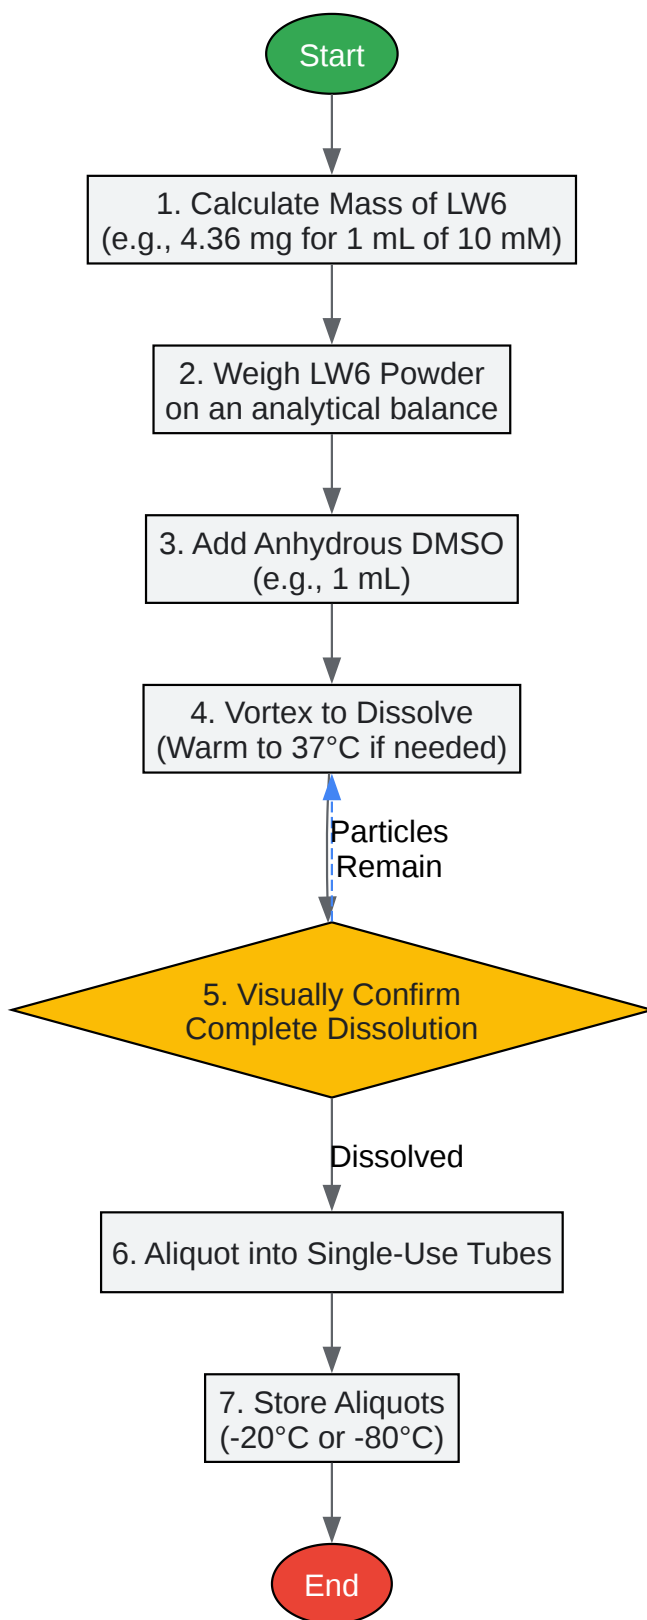 Start
1. Calculate Mass of LW6
(e.g., 4.36 mg for 1 mL of 10 mM)
2. Weigh LW6 Powder
on an analytical balance
3. Add Anhydrous DMSO
(e.g., 1 mL)
4. Vortex to Dissolve
(Warm to 37°C if needed)
Particles
Remain
5. Visually Confirm
Complete Dissolution
Dissolved
6. Aliquot into Single-Use Tubes
7. Store Aliquots
(-20°C or -80°C)
End